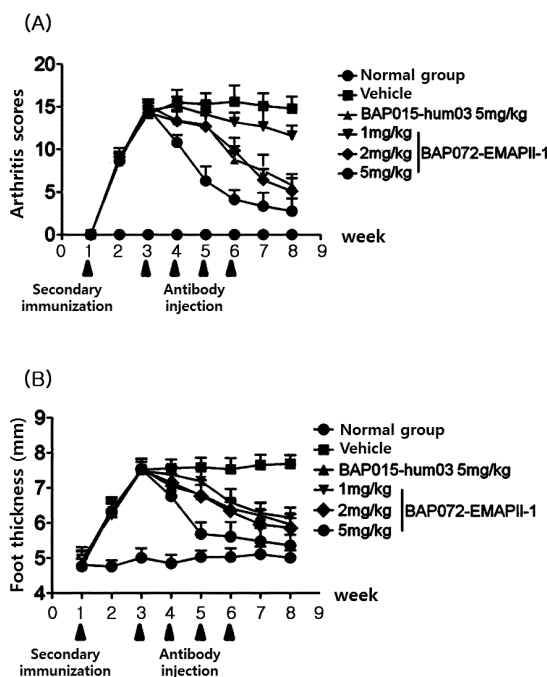 (A)
Arthritis scores
20
15
10
5
0
0 1 2 3 4 5 6 7 8 9 week
Secondary immunization
Antibody injection
Normal group
Vehicle
BAP015-hum03 5mg/kg
1mg/kg
2mg/kg BAP072-EMAPII-1
5mg/kg
(B)
Foot thickness (mm)
9
8
7
6
5
4
0 1 2 3 4 5 6 7 8 9 week
Secondary immunization
Antibody injection
Normal group
Vehicle
BAP015-hum03 5mg/kg
1mg/kg
2mg/kg BAP072-EMAPII-1
5mg/kg